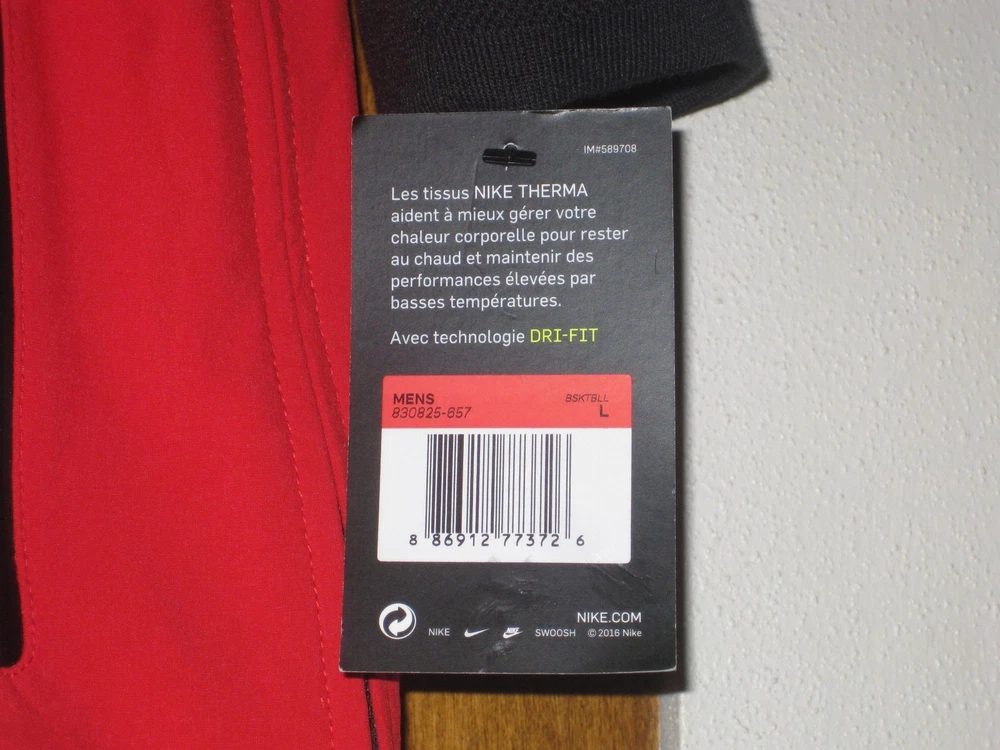 IM#589708
Les tissus NIKE THERMA
aident à mieux gérer votre
chaleur corporelle pour rester
au chaud et maintenir des
performances élevées par
basses températures.
Avec technologie DRI-FIT
MENS BSKTBLL
830825-657 L
8 86912 77372 6
NIKE.COM
NIKE SWOOSH © 2016 Nike